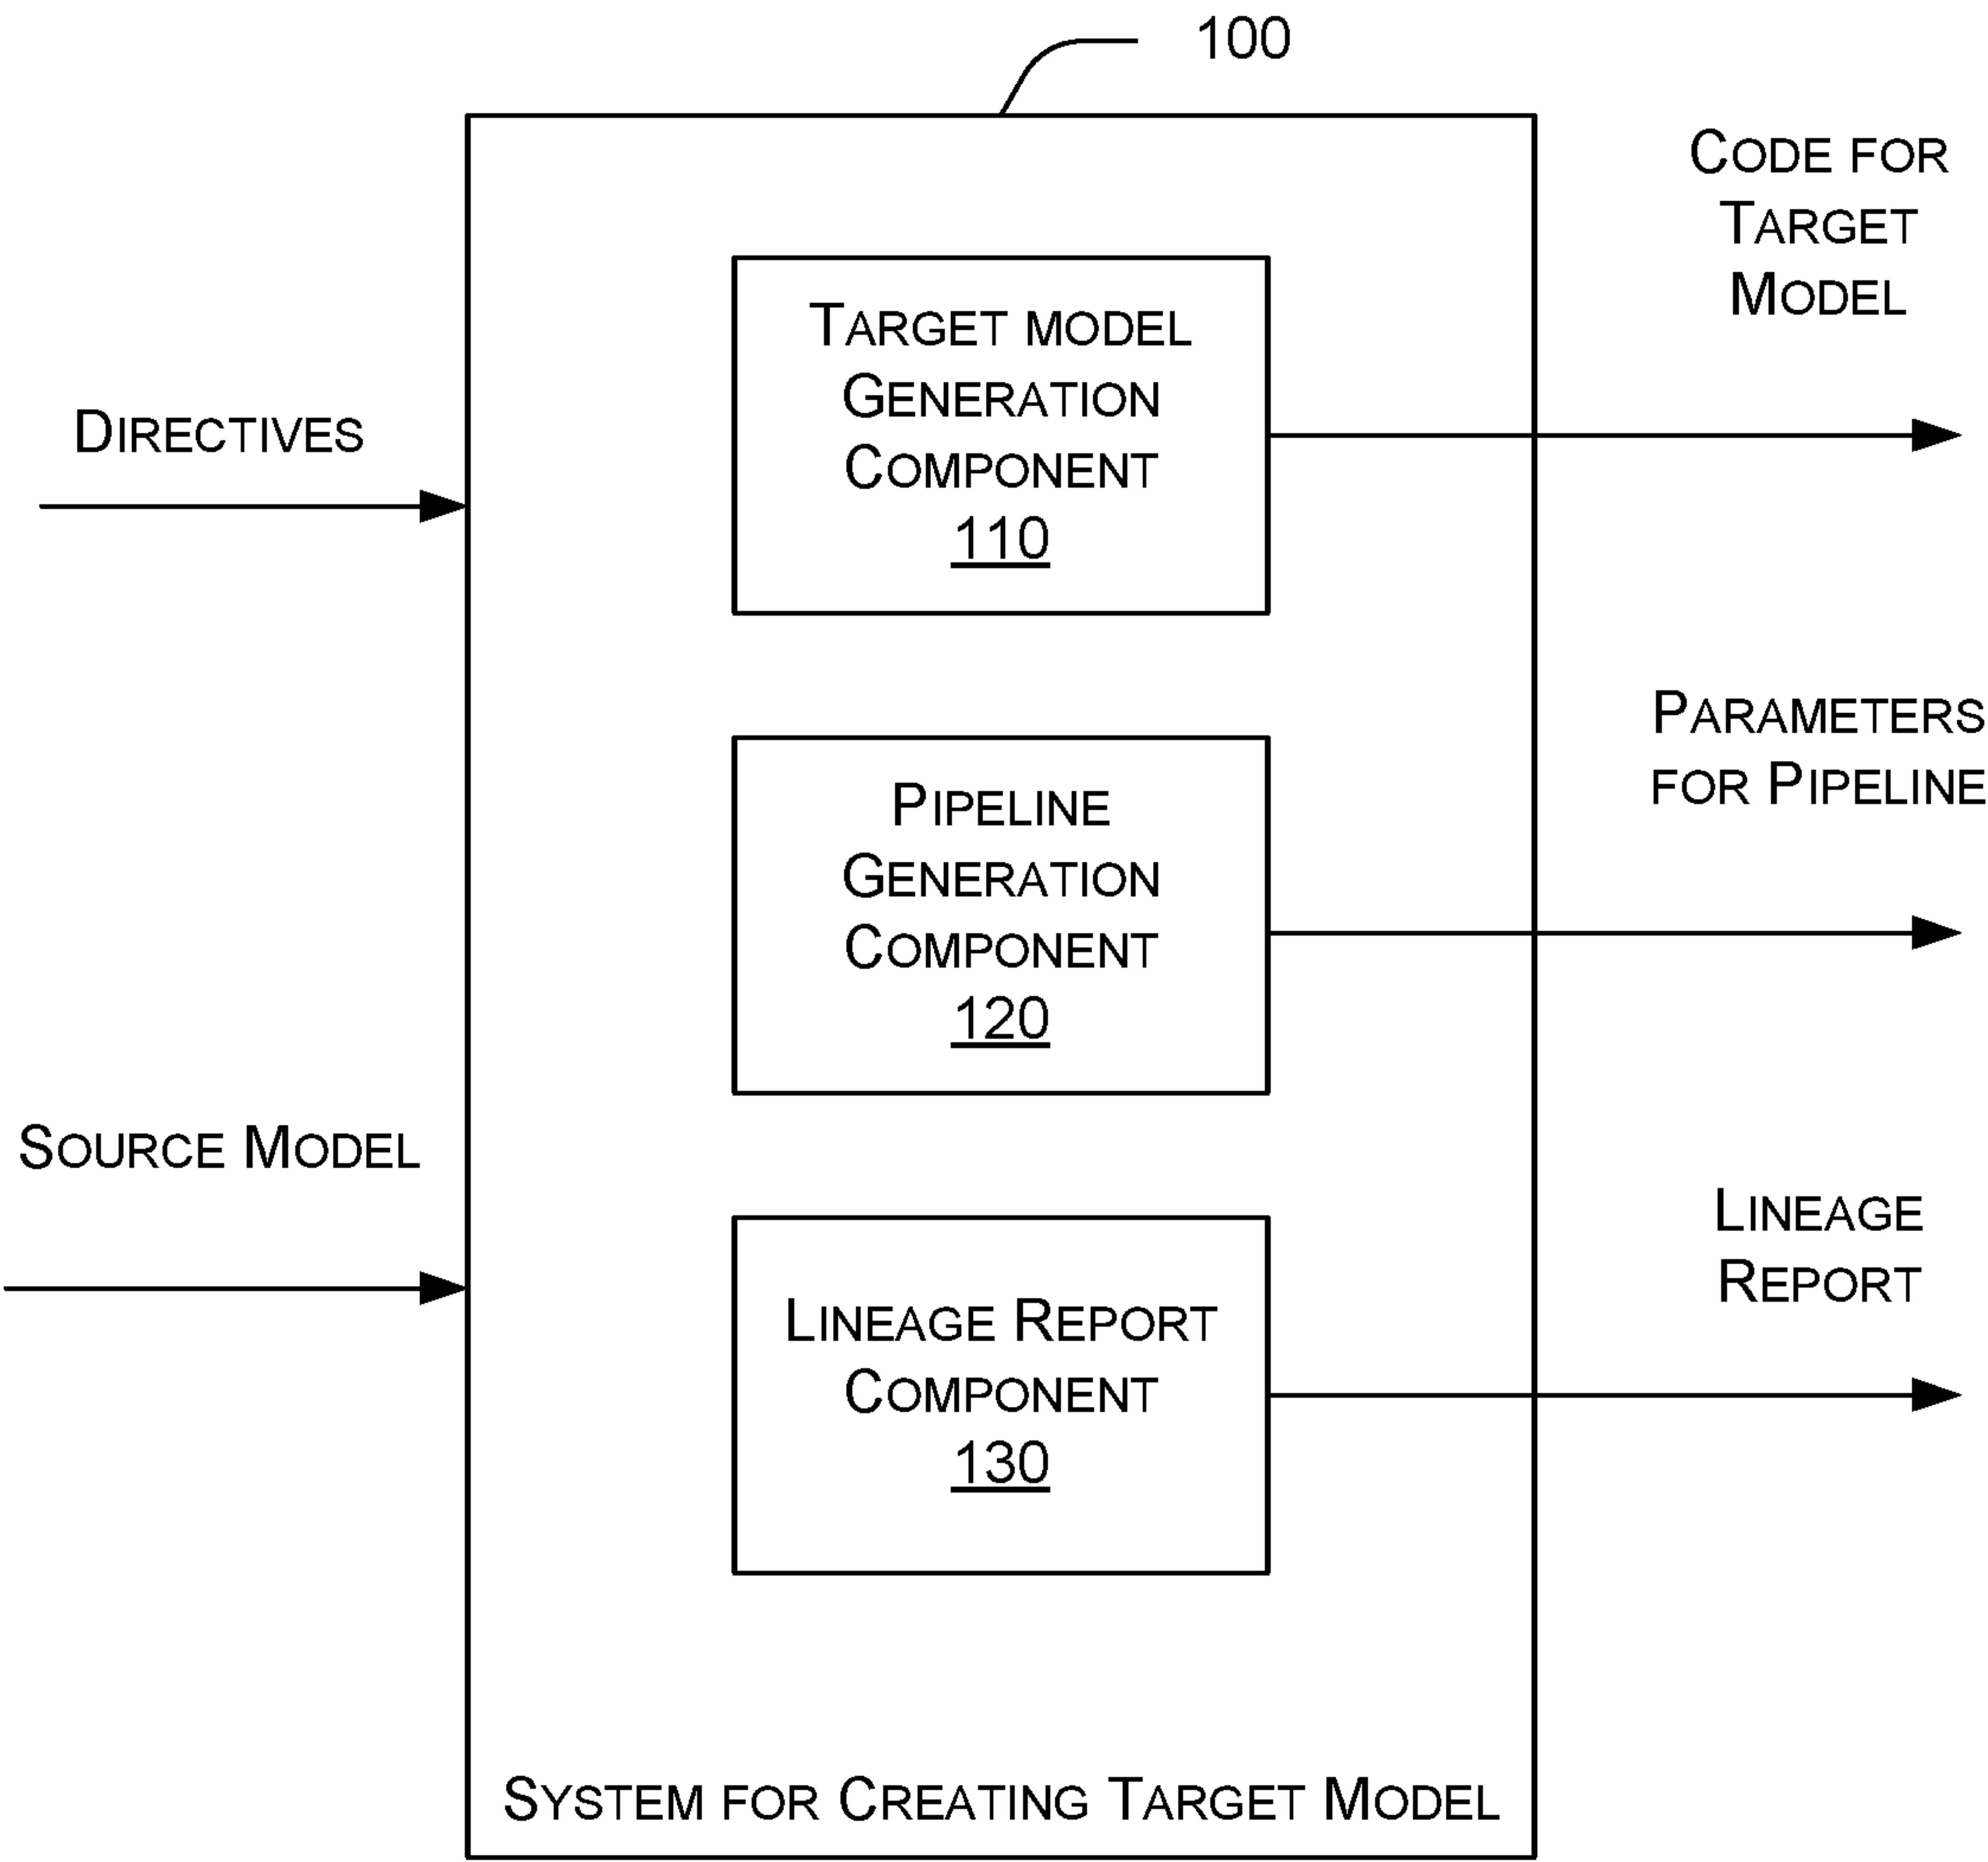 100
Code for
Target
Model
Target model
Generation
Component
110
Directives
Parameters
for Pipeline
Pipeline
Generation
Component
120
Source Model
Lineage
Report
Lineage Report
Component
130
System for Creating Target Model